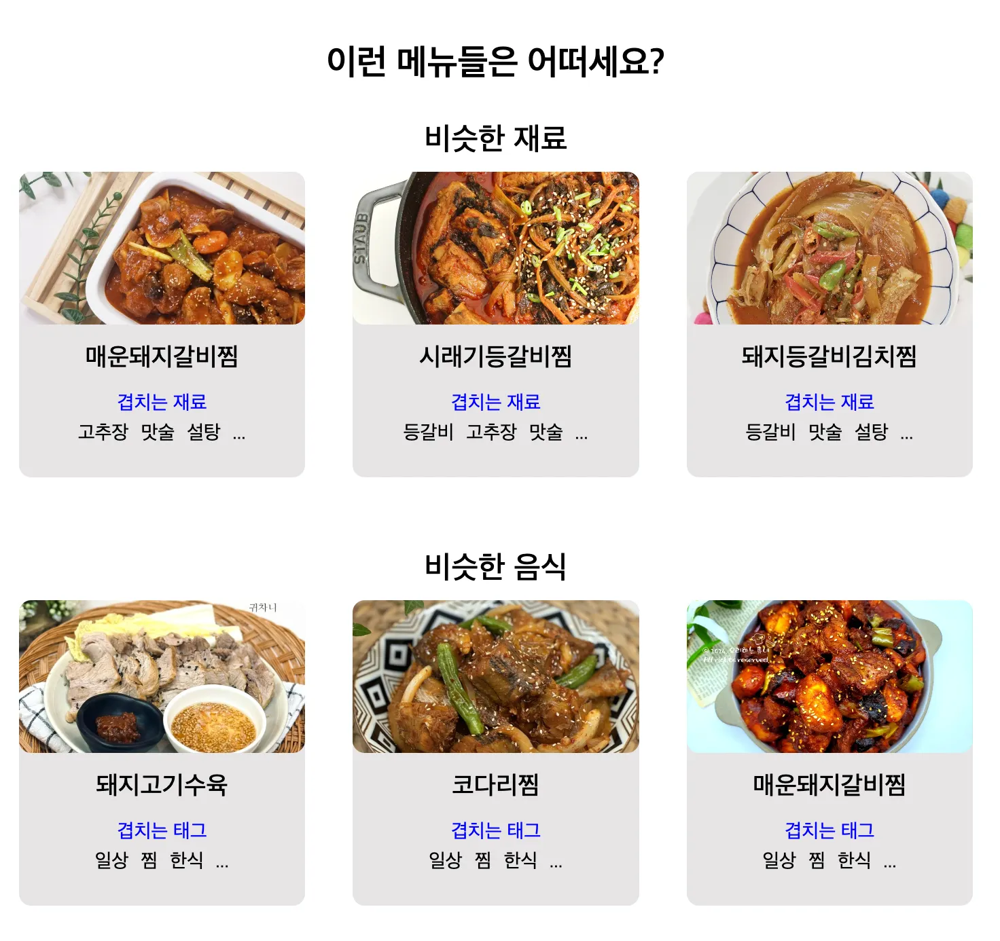 이런 메뉴들은 어떠세요?
비슷한 재료
STAUB
매운돼지갈비찜
겹치는 재료
고추장 맛술 설탕 ...
시래기등갈비찜
겹치는 재료
등갈비 고추장 맛술 ...
돼지등갈비김치찜
겹치는 재료
등갈비 맛술 설탕 ...
비슷한 음식
귀차니
돼지고기수육
겹치는 태그
일상 찜 한식 ...
코다리찜
겹치는 태그
일상 찜 한식 ...
© 2024 요리하는
All rights reserved
매운돼지갈비찜
겹치는 태그
일상 찜 한식 ...